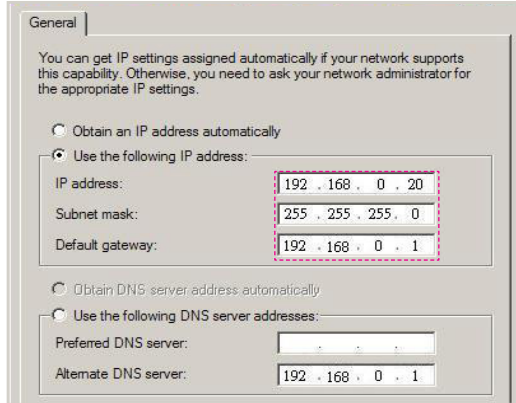 General
You can get IP settings assigned automatically if your network supports
this capability. Otherwise, you need to ask your network administrator for
the appropriate IP settings.
Obtain an IP address automatically
Use the following IP address:
IP address: 192 . 168 . 0 . 20
Subnet mask: 255 . 255 . 255 . 0
Default gateway: 192 . 168 . 0 . 1
Obtain DNS server address automatically
Use the following DNS server addresses:
Preferred DNS server: . . .
Alternate DNS server: 192 . 168 . 0 . 1